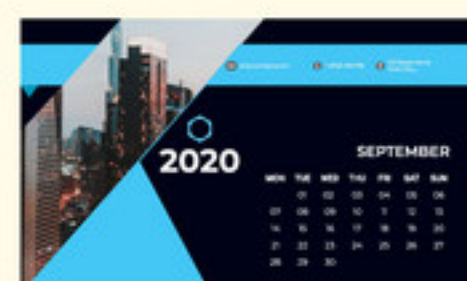 2020
SEPTEMBER
MON TUE WED THU FRI SAT SUN
01 02 03 04 05 06
07 08 09 10 11 12 13
14 15 16 17 18 19 20
21 22 23 24 25 26 27
28 29 30